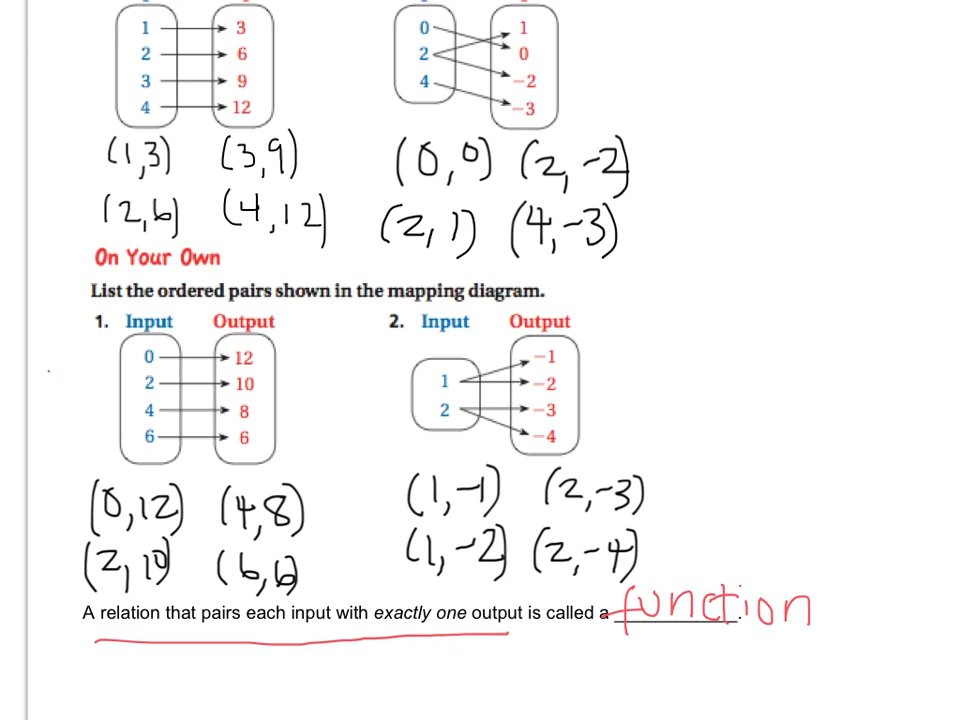 1 3 0 1
2 6 2 0
3 9 4 -2
4 12 -3
(1,3) (3,9) (0,0) (2,-2)
(2,6) (4,12) (2,1) (4,-3)
On Your Own
List the ordered pairs shown in the mapping diagram.
1. Input Output 2. Input Output
0 12 -1
2 10 1 -2
4 8 2 -3
6 6 -4
(0,12) (4,8) (1,-1) (2,-3)
(2,10) (6,6) (1,-2) (2,-4)
A relation that pairs each input with exactly one output is called a function.